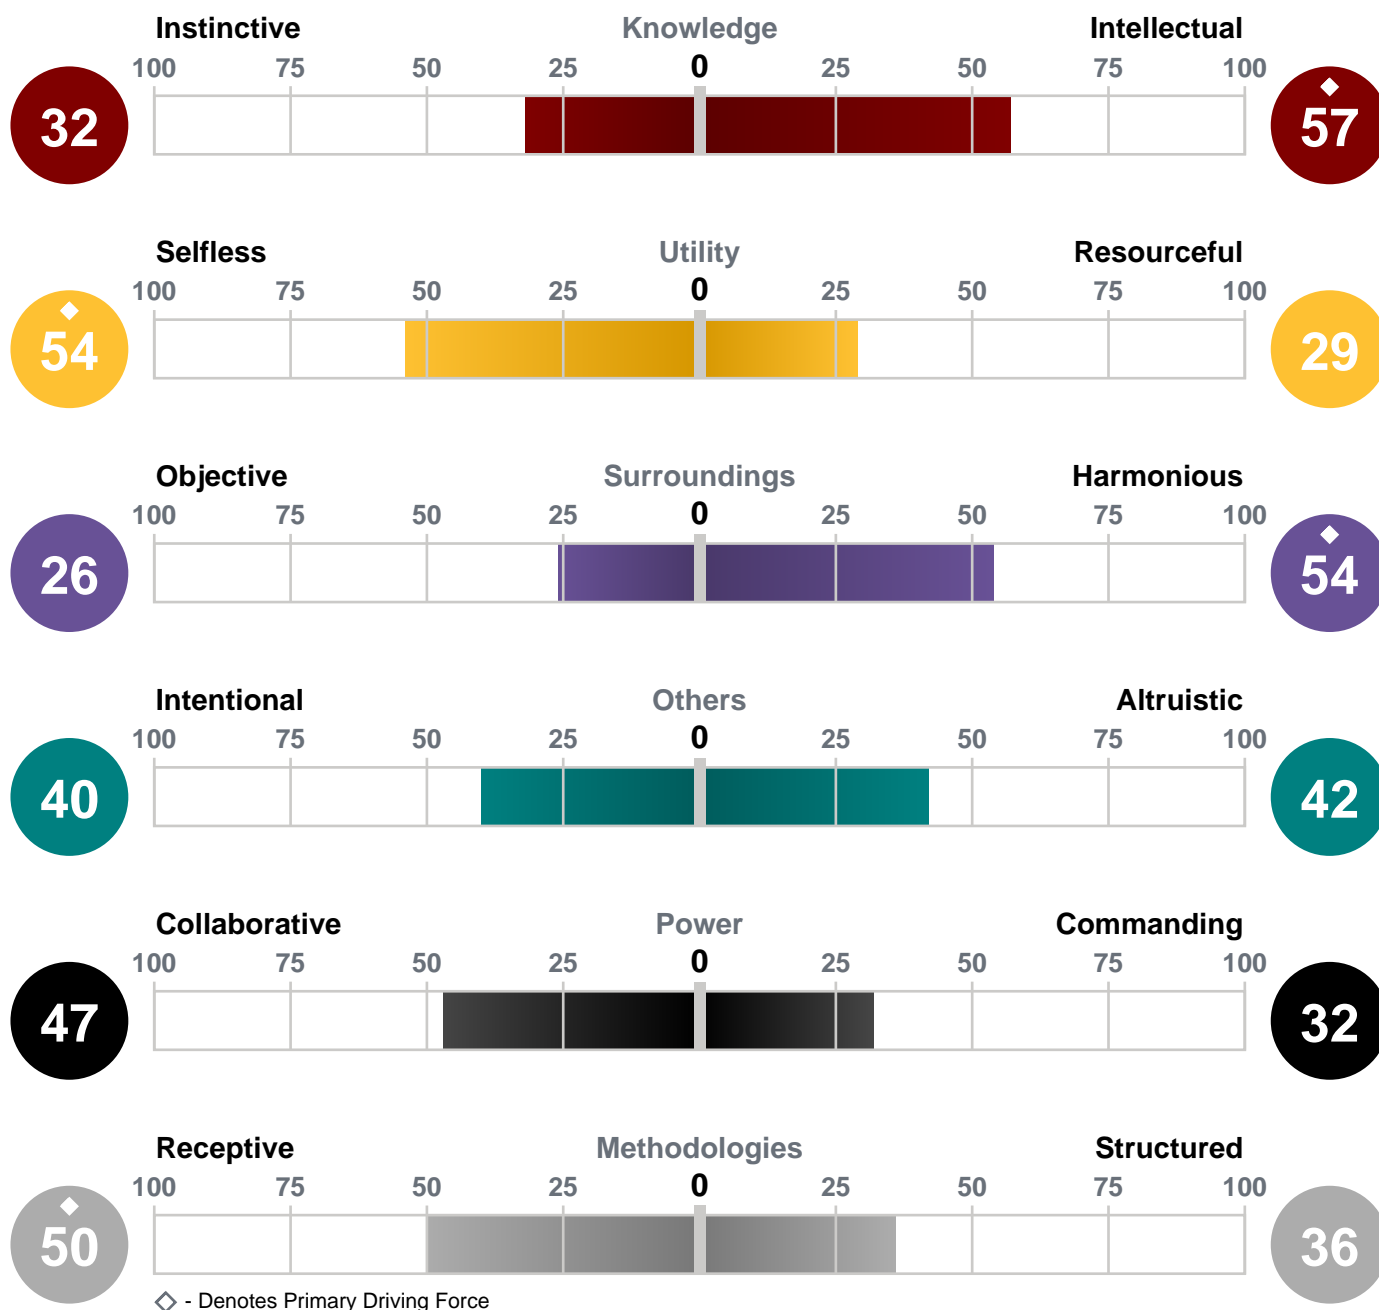 Instinctive Knowledge Intellectual
100 75 50 25 0 25 50 75 100
32 57
Selfless Utility Resourceful
100 75 50 25 0 25 50 75 100
54 29
Objective Surroundings Harmonious
100 75 50 25 0 25 50 75 100
26 54
Intentional Others Altruistic
100 75 50 25 0 25 50 75 100
40 42
Collaborative Power Commanding
100 75 50 25 0 25 50 75 100
47 32
Receptive Methodologies Structured
100 75 50 25 0 25 50 75 100
50 36
◇ - Denotes Primary Driving Force